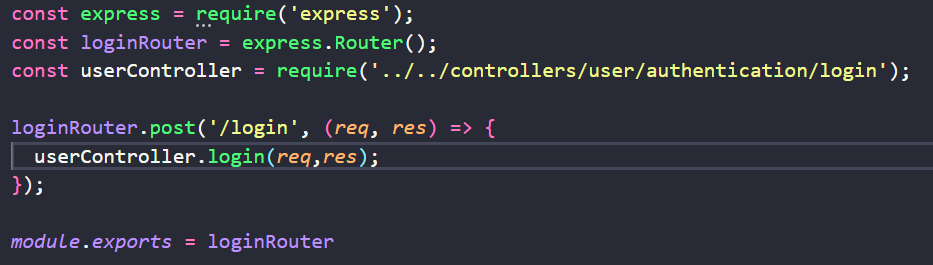 const express = require('express');
const loginRouter = express.Router();
const userController = require('../../controllers/user/authentication/login');
loginRouter.post('/login', (req, res) => {
  userController.login(req,res);
});
module.exports = loginRouter